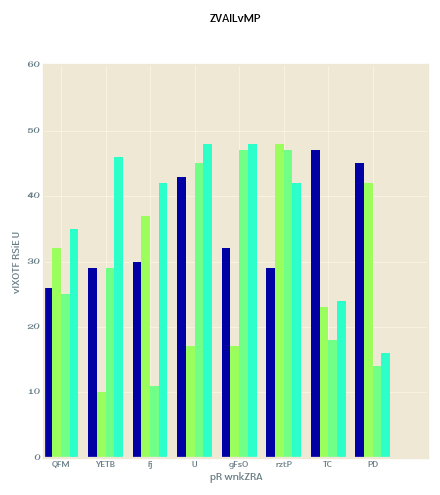 ZVAILvMP
60
50
40
30
20
10
0
vIXOTF RSiE U
QFM YETB fj U gFsO rztP TC PD
pR wnkZRA